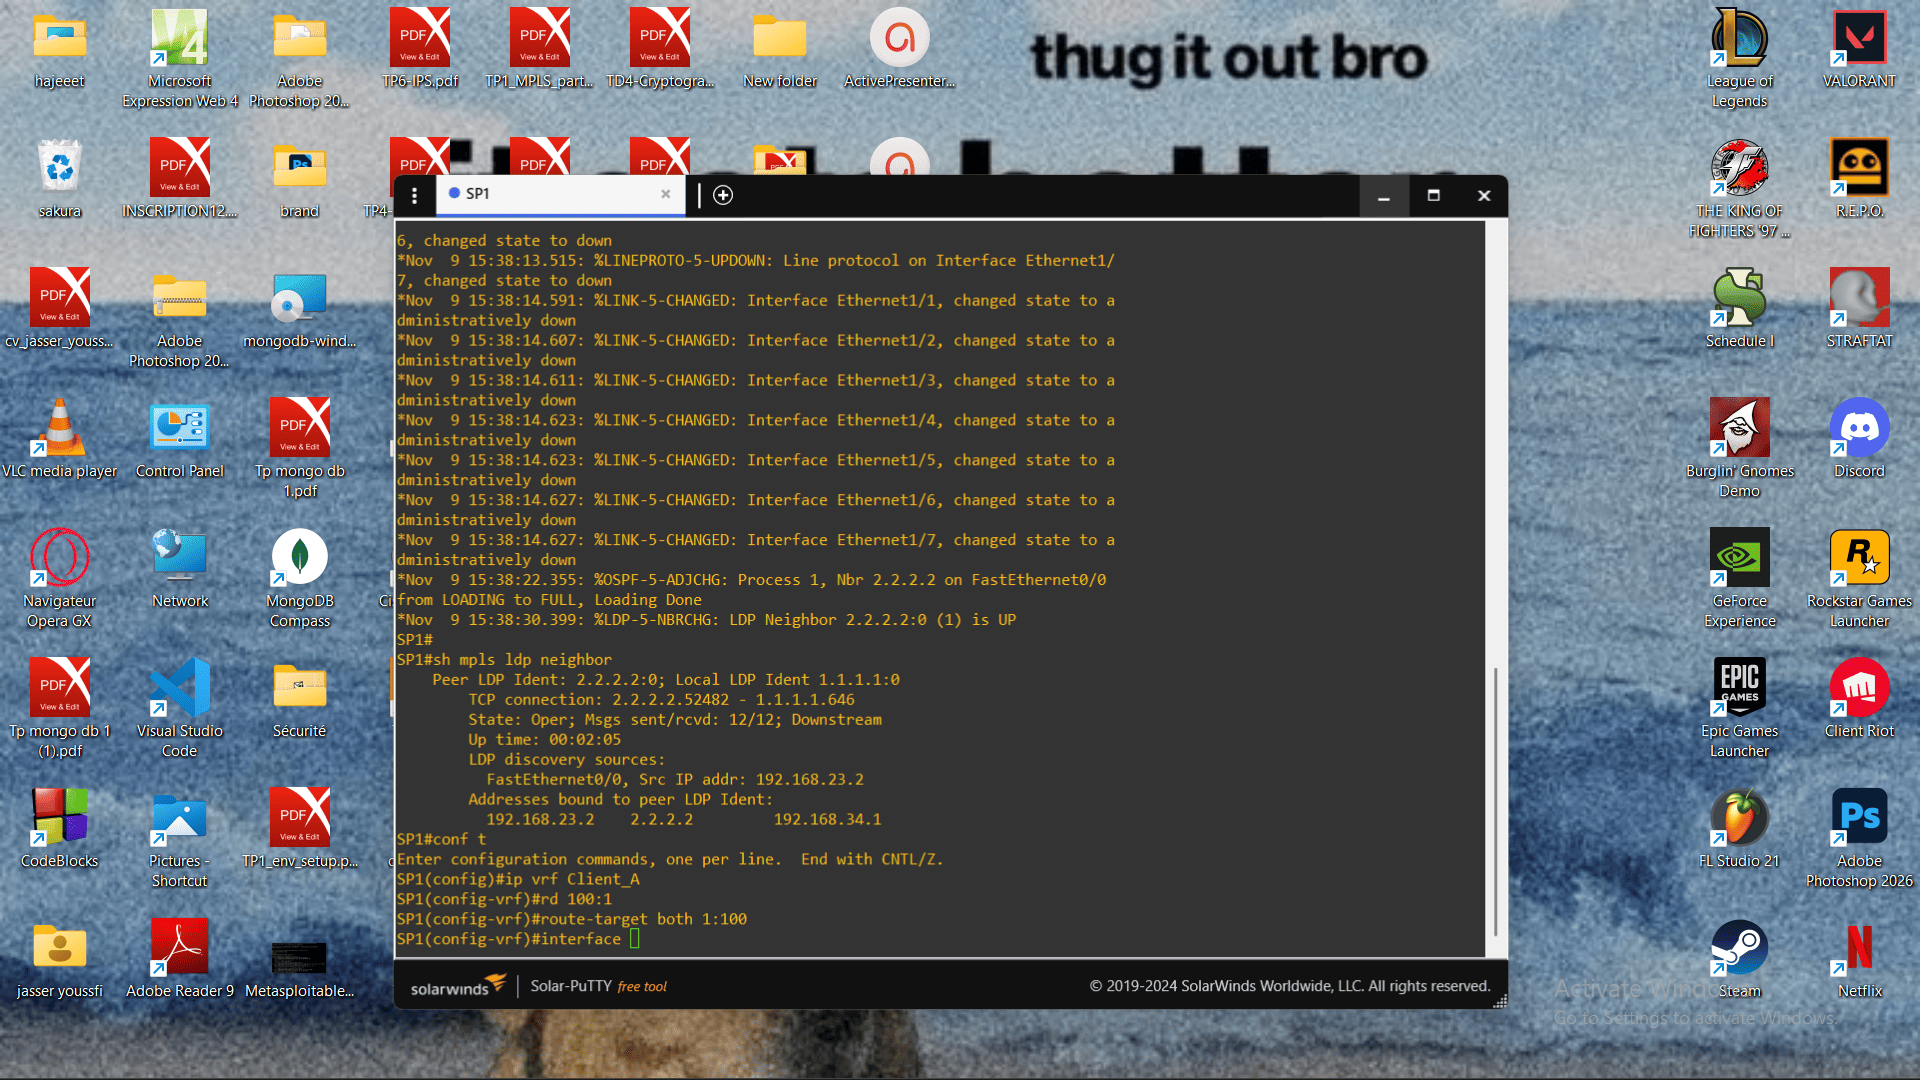 thug it out bro
hajeeet
Microsoft
Expression Web 4
Adobe
Photoshop 20...
TP6-IPS.pdf
TP1_MPLS_part...
TD4-Cryptogra...
New folder
ActivePresenter...
League of
Legends
VALORANT
sakura
INSCRIPTION12....
brand
TP4-
THE KING OF
FIGHTERS '97 ...
R.E.P.O.
cv_jasser_youss...
Adobe
Photoshop 20...
mongodb-wind...
Schedule I
STRAFTAT
VLC media player
Control Panel
Tp mongo db
1.pdf
Burglin' Gnomes
Demo
Discord
Navigateur
Opera GX
Network
MongoDB
Compass
GeForce
Experience
Rockstar Games
Launcher
Tp mongo db 1
(1).pdf
Visual Studio
Code
Sécurité
Epic Games
Launcher
Client Riot
CodeBlocks
Pictures -
Shortcut
TP1_env_setup.p...
FL Studio 21
Adobe
Photoshop 2026
jasser youssfi
Adobe Reader 9
Metasploitable...
Steam
Netflix
PDF
View & Edit
EPIC
GAMES
Ps
SP1
6, changed state to down
*Nov  9 15:38:13.515: %LINEPROTO-5-UPDOWN: Line protocol on Interface Ethernet1/
7, changed state to down
*Nov  9 15:38:14.591: %LINK-5-CHANGED: Interface Ethernet1/1, changed state to a
dministratively down
*Nov  9 15:38:14.607: %LINK-5-CHANGED: Interface Ethernet1/2, changed state to a
dministratively down
*Nov  9 15:38:14.611: %LINK-5-CHANGED: Interface Ethernet1/3, changed state to a
dministratively down
*Nov  9 15:38:14.623: %LINK-5-CHANGED: Interface Ethernet1/4, changed state to a
dministratively down
*Nov  9 15:38:14.623: %LINK-5-CHANGED: Interface Ethernet1/5, changed state to a
dministratively down
*Nov  9 15:38:14.627: %LINK-5-CHANGED: Interface Ethernet1/6, changed state to a
dministratively down
*Nov  9 15:38:14.627: %LINK-5-CHANGED: Interface Ethernet1/7, changed state to a
dministratively down
*Nov  9 15:38:22.355: %OSPF-5-ADJCHG: Process 1, Nbr 2.2.2.2 on FastEthernet0/0
from LOADING to FULL, Loading Done
*Nov  9 15:38:30.399: %LDP-5-NBRCHG: LDP Neighbor 2.2.2.2:0 (1) is UP
SP1#
SP1#sh mpls ldp neighbor
Peer LDP Ident: 2.2.2.2:0; Local LDP Ident 1.1.1.1:0
TCP connection: 2.2.2.2.52482 - 1.1.1.1.646
State: Oper; Msgs sent/rcvd: 12/12; Downstream
Up time: 00:02:05
LDP discovery sources:
FastEthernet0/0, Src IP addr: 192.168.23.2
Addresses bound to peer LDP Ident:
192.168.23.2    2.2.2.2         192.168.34.1
SP1#conf t
Enter configuration commands, one per line.  End with CNTL/Z.
SP1(config)#ip vrf Client_A
SP1(config-vrf)#rd 100:1
SP1(config-vrf)#route-target both 1:100
SP1(config-vrf)#interface
solarwinds
Solar-PuTTY free tool
© 2019-2024 SolarWinds Worldwide, LLC. All rights reserved.
Activate Windows
Go to Settings to activate Windows.